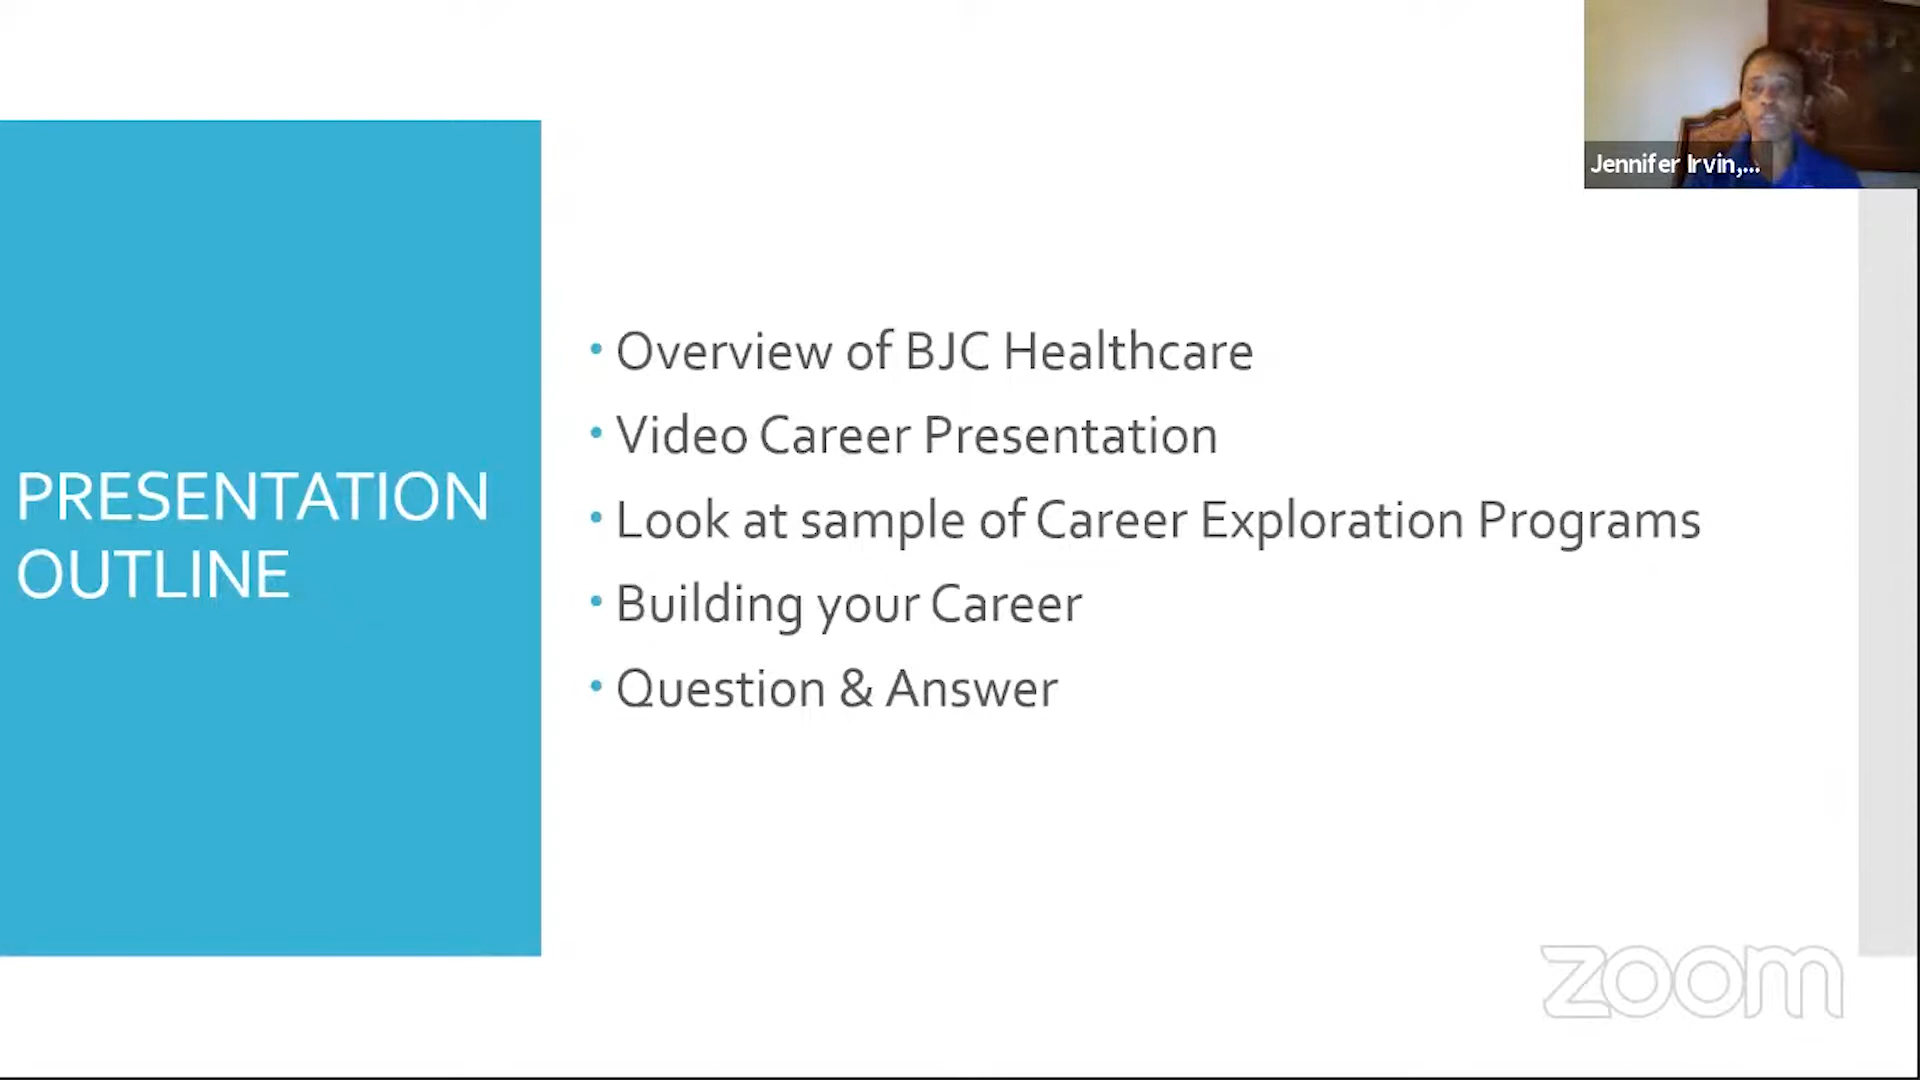 Jennifer Irvin,...
PRESENTATION
OUTLINE
• Overview of BJC Healthcare
• Video Career Presentation
• Look at sample of Career Exploration Programs
• Building your Career
• Question & Answer
zoom